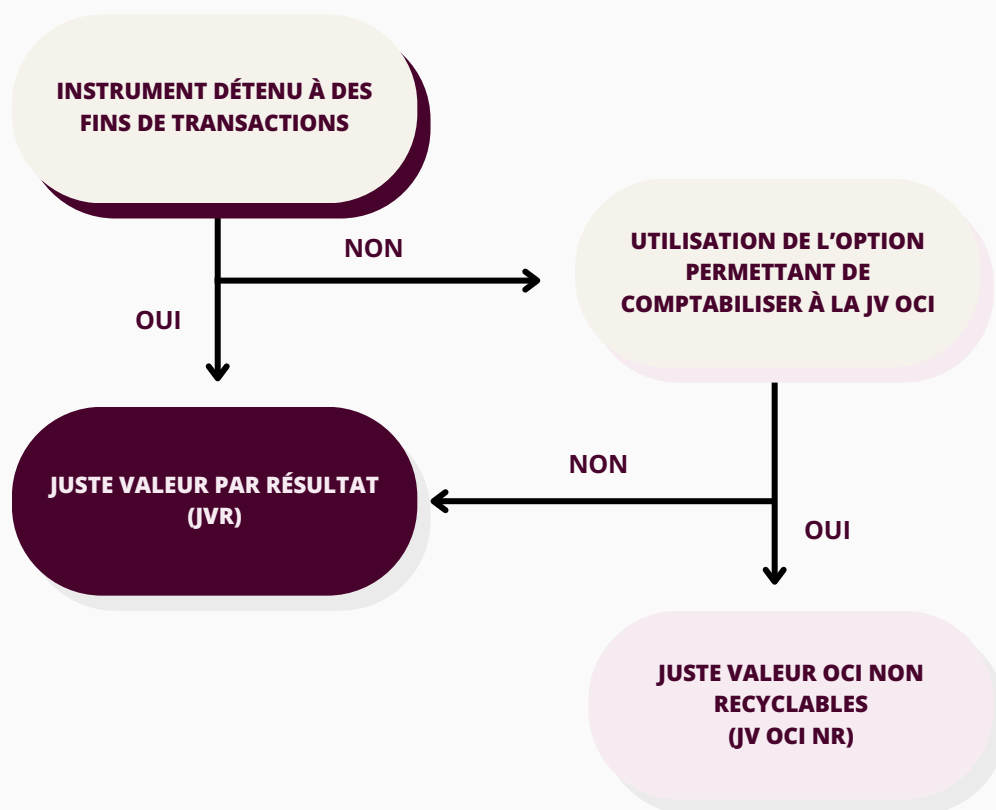 INSTRUMENT DÉTENU À DES
FINS DE TRANSACTIONS
NON
OUI
UTILISATION DE L’OPTION
PERMETTANT DE
COMPTABILISER À LA JV OCI
JUSTE VALEUR PAR RÉSULTAT
(JVR)
NON
OUI
JUSTE VALEUR OCI NON
RECYCLABLES
(JV OCI NR)